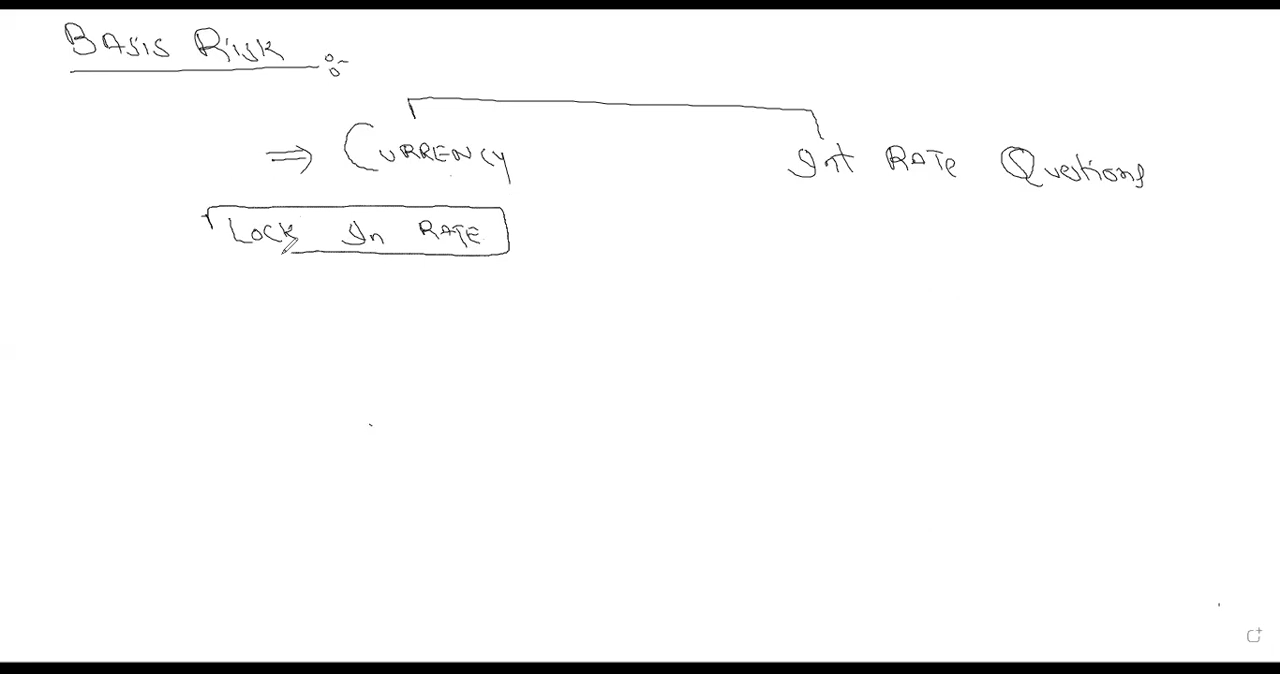 BASIS RISK :-
⇒ CURRENCY Int RATE Questions
LOCK In RATE